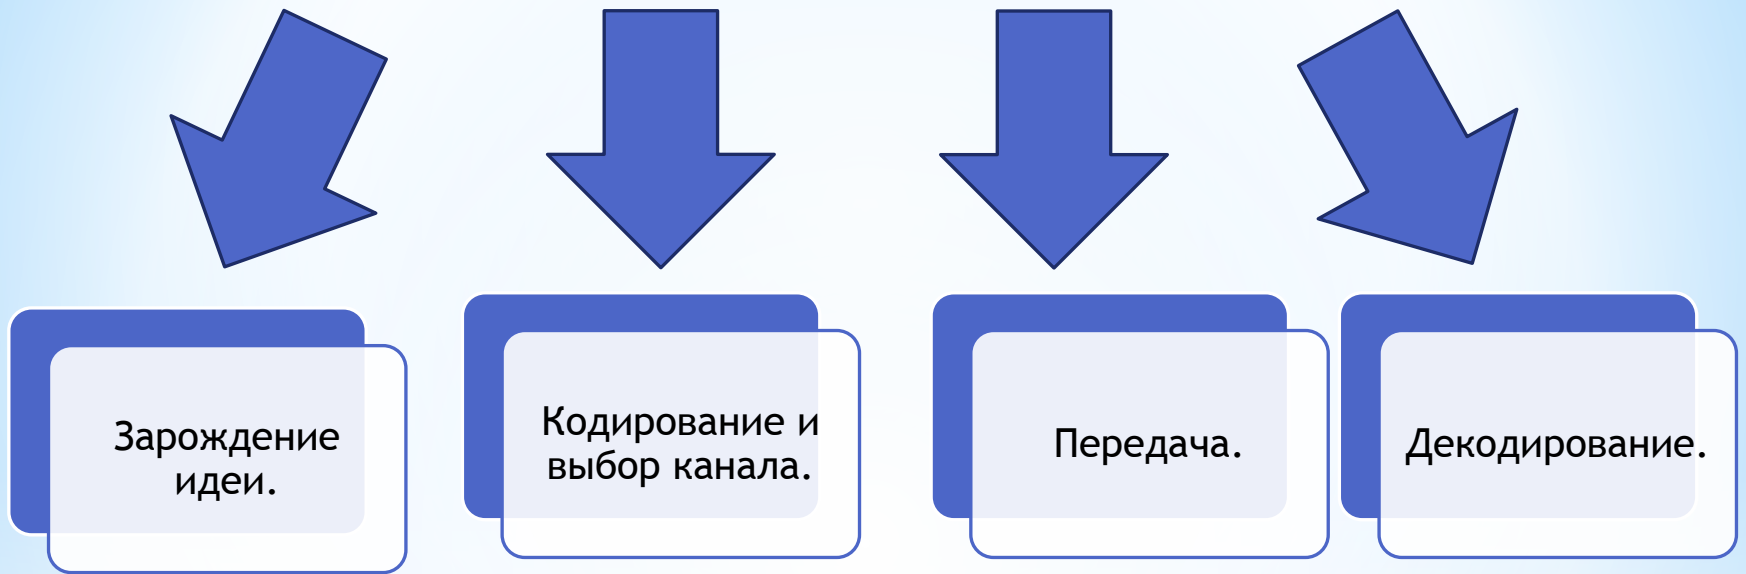 Зарождение
идеи.
Кодирование и
выбор канала.
Передача.
Декодирование.